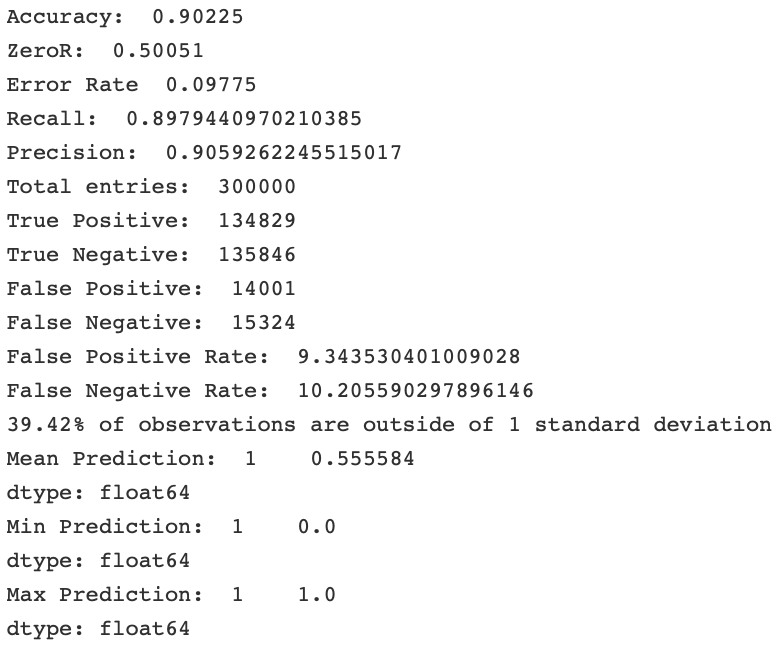 Accuracy:  0.90225
ZeroR:  0.50051
Error Rate  0.09775
Recall:  0.8979440970210385
Precision:  0.9059262245515017
Total entries:  300000
True Positive:  134829
True Negative:  135846
False Positive:  14001
False Negative:  15324
False Positive Rate:  9.343530401009028
False Negative Rate:  10.205590297896146
39.42% of observations are outside of 1 standard deviation
Mean Prediction:  1    0.555584
dtype: float64
Min Prediction:  1    0.0
dtype: float64
Max Prediction:  1    1.0
dtype: float64